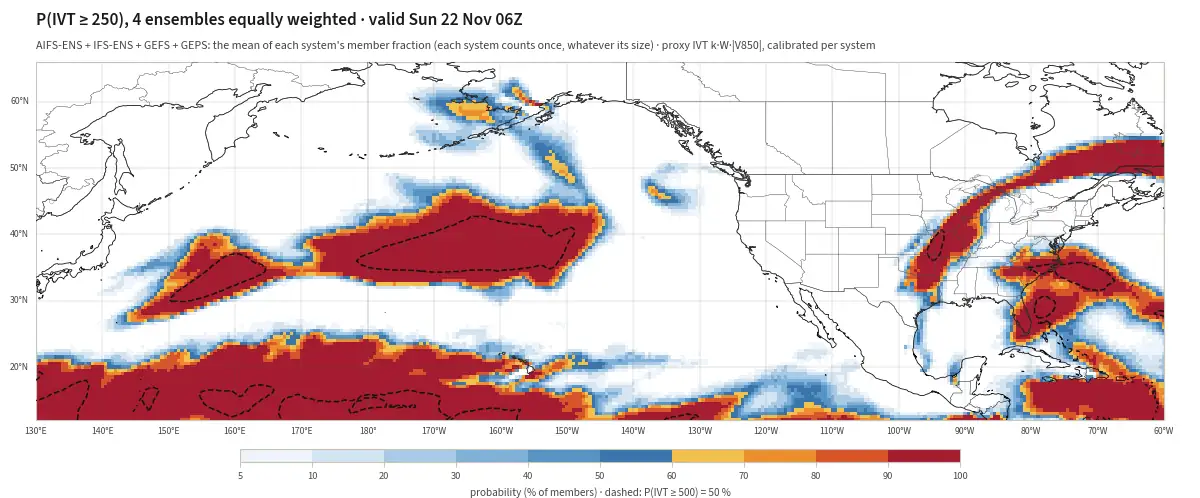 P(IVT ≥ 250), 4 ensembles equally weighted · valid Sun 22 Nov 06Z
AIFS-ENS + IFS-ENS + GEFS + GEPS: the mean of each system's member fraction (each system counts once, whatever its size) · proxy IVT k·W·|V850|, calibrated per system
60°N
50°N
40°N
30°N
20°N
130°E 140°E 150°E 160°E 170°E 180° 170°W 160°W 150°W 140°W 130°W 120°W 110°W 100°W 90°W 80°W 70°W 60°W
5 10 20 30 40 50 60 70 80 90 100
probability (% of members) · dashed: P(IVT ≥ 500) = 50 %